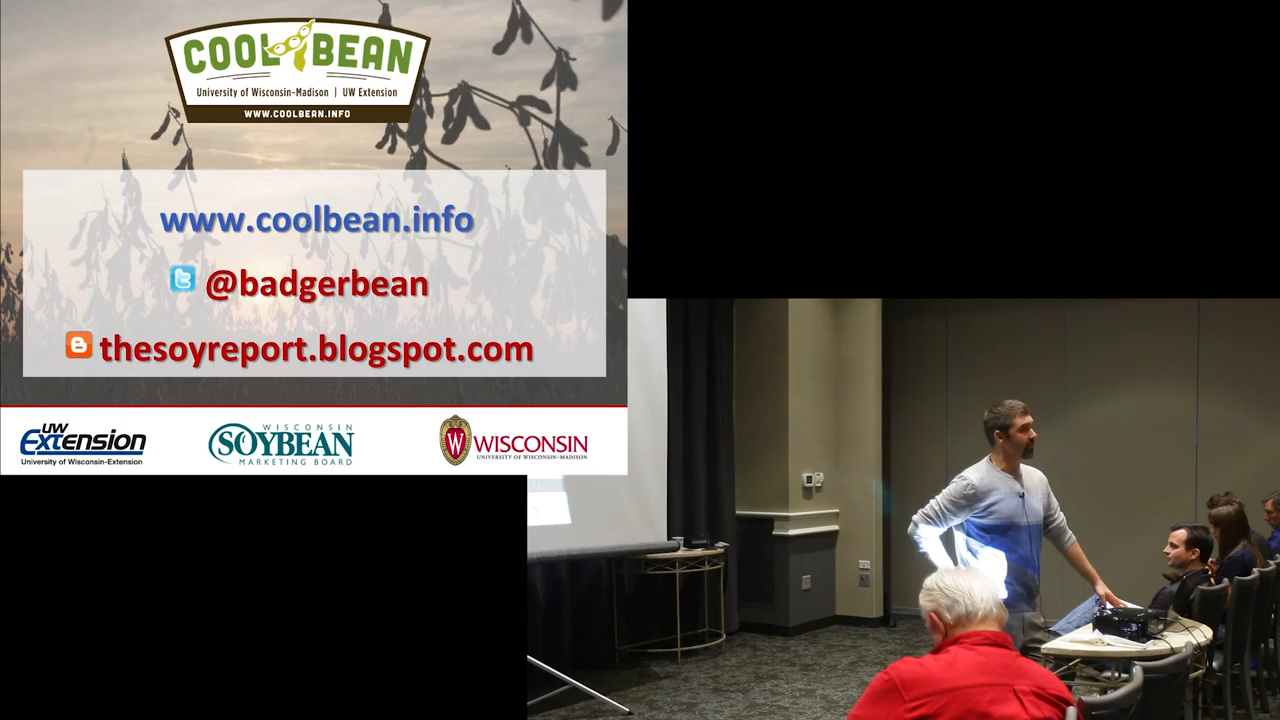 COOL BEAN
University of Wisconsin-Madison | UW Extension
WWW.COOLBEAN.INFO
www.coolbean.info
@badgerbean
thesoyreport.blogspot.com
UW
Extension
University of Wisconsin-Extension
WISCONSIN
SOYBEAN
MARKETING BOARD
W
WISCONSIN
UNIVERSITY OF WISCONSIN-MADISON